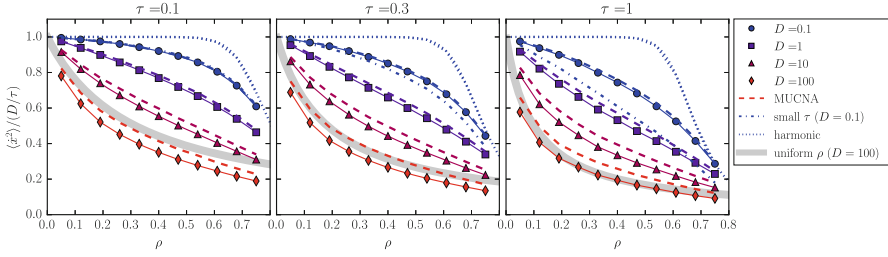 τ =0.1
τ =0.3
τ =1
⟨ẋ²⟩/(D/τ)
1.0
0.8
0.6
0.4
0.2
0.0
0.0 0.1 0.2 0.3 0.4 0.5 0.6 0.7
0.0 0.1 0.2 0.3 0.4 0.5 0.6 0.7
0.0 0.1 0.2 0.3 0.4 0.5 0.6 0.7 0.8
ρ
ρ
ρ
D =0.1
D =1
D =10
D =100
MUCNA
small τ (D = 0.1)
harmonic
uniform ρ (D = 100)